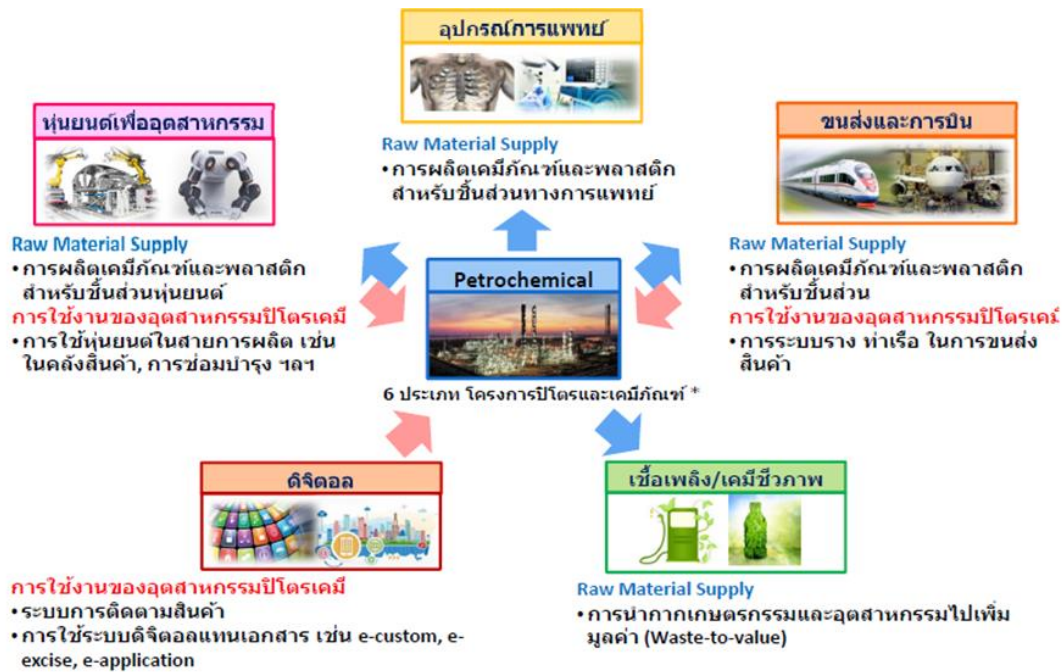 อุปกรณ์การแพทย์
Raw Material Supply
•การผลิตเคมีภัณฑ์และพลาสติก
สำหรับชิ้นส่วนทางการแพทย์
หุ่นยนต์เพื่ออุตสาหกรรม
Raw Material Supply
•การผลิตเคมีภัณฑ์และพลาสติก
สำหรับชิ้นส่วนหุ่นยนต์
การใช้งานของอุตสาหกรรมปิโตรเคมี
•การใช้หุ่นยนต์ในสายการผลิต เช่น
ในคลังสินค้า, การซ่อมบำรุง ฯลฯ
ขนส่งและการบิน
Raw Material Supply
•การผลิตเคมีภัณฑ์และพลาสติก
สำหรับชิ้นส่วน
การใช้งานของอุตสาหกรรมปิโตรเคมี
•การระบบราง ท่าเรือ ในการขนส่ง
สินค้า
Petrochemical
6 ประเภท โครงการปิโตรและเคมีภัณฑ์ *
ดิจิตอล
การใช้งานของอุตสาหกรรมปิโตรเคมี
•ระบบการติดตามสินค้า
•การใช้ระบบดิจิตอลแทนเอกสาร เช่น e-custom, e-
excise, e-application
เชื้อเพลิง/เคมีชีวภาพ
Raw Material Supply
•การนำกากเกษตรกรรมและอุตสาหกรรมไปเพิ่ม
มูลค่า (Waste-to-value)